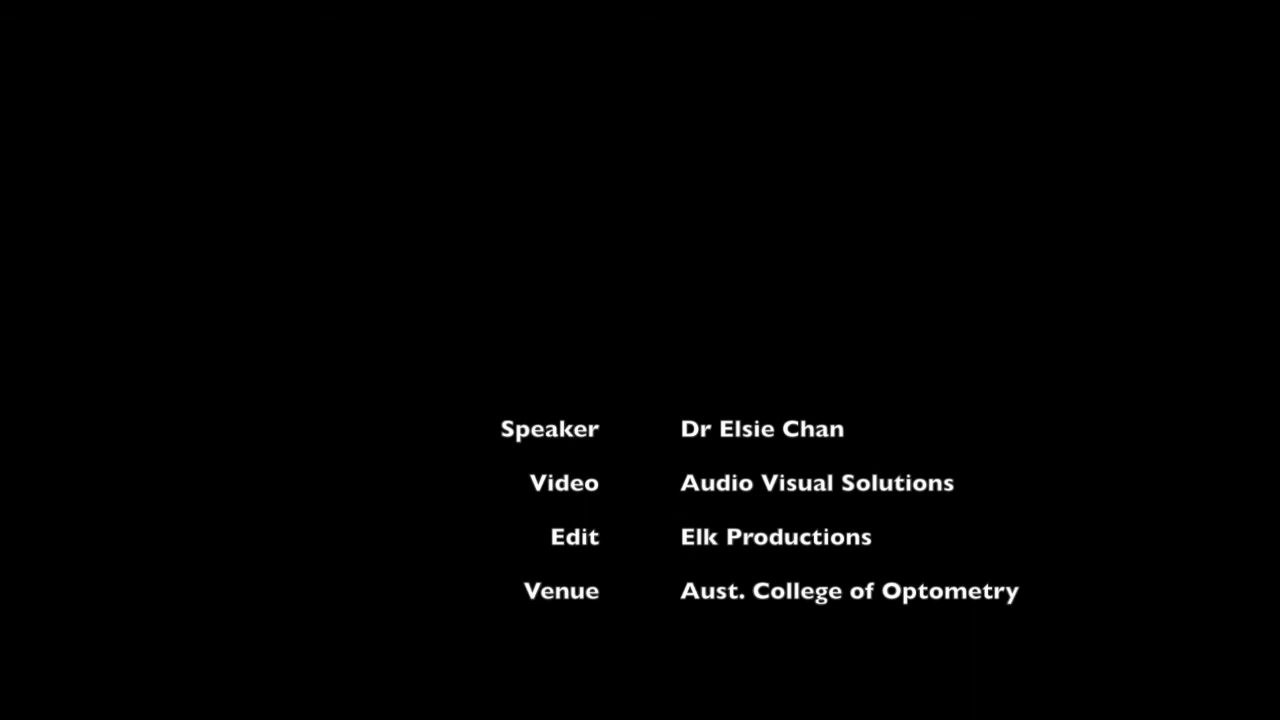 Speaker Dr Elsie Chan
Video Audio Visual Solutions
Edit Elk Productions
Venue Aust. College of Optometry